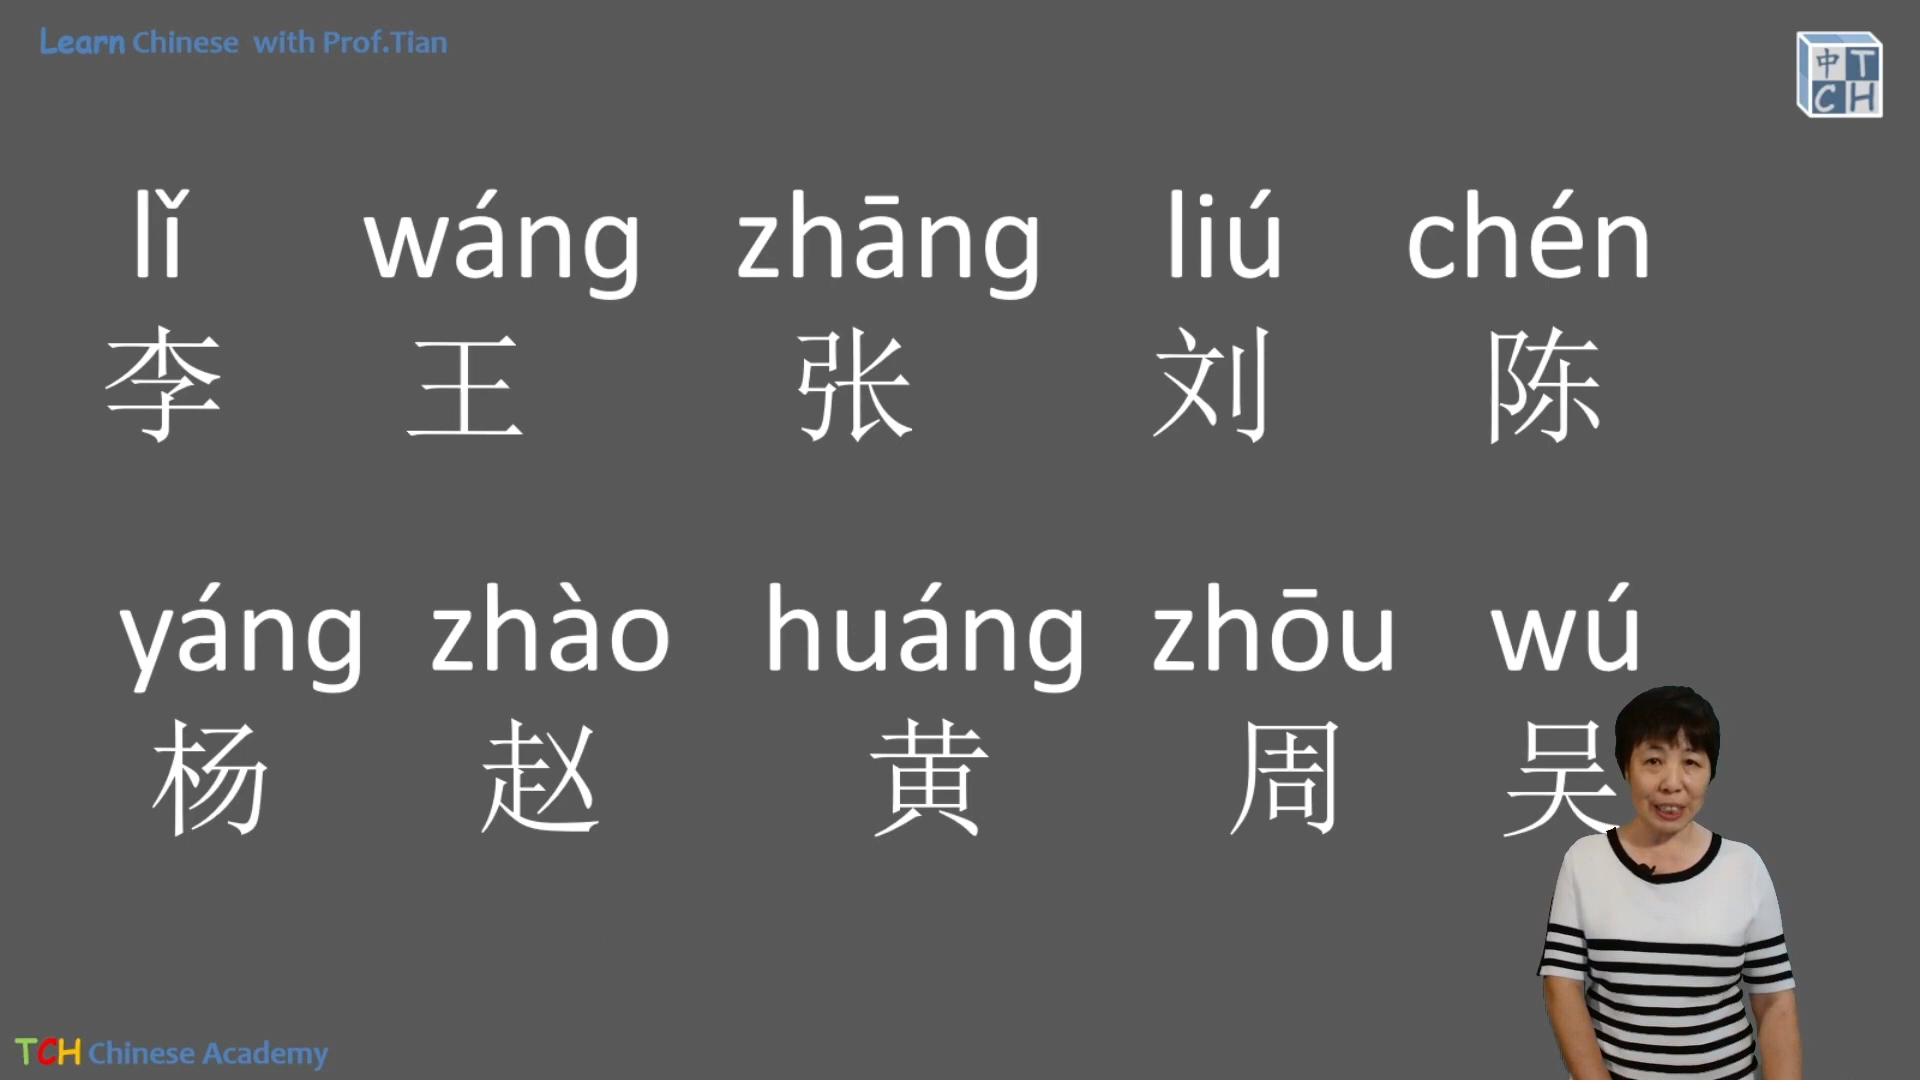 Learn Chinese with Prof.Tian
中T
CH
lǐ wáng zhāng liú chén
李 王 张 刘 陈
yáng zhào huáng zhōu wú
杨 赵 黄 周 吴
TCH Chinese Academy